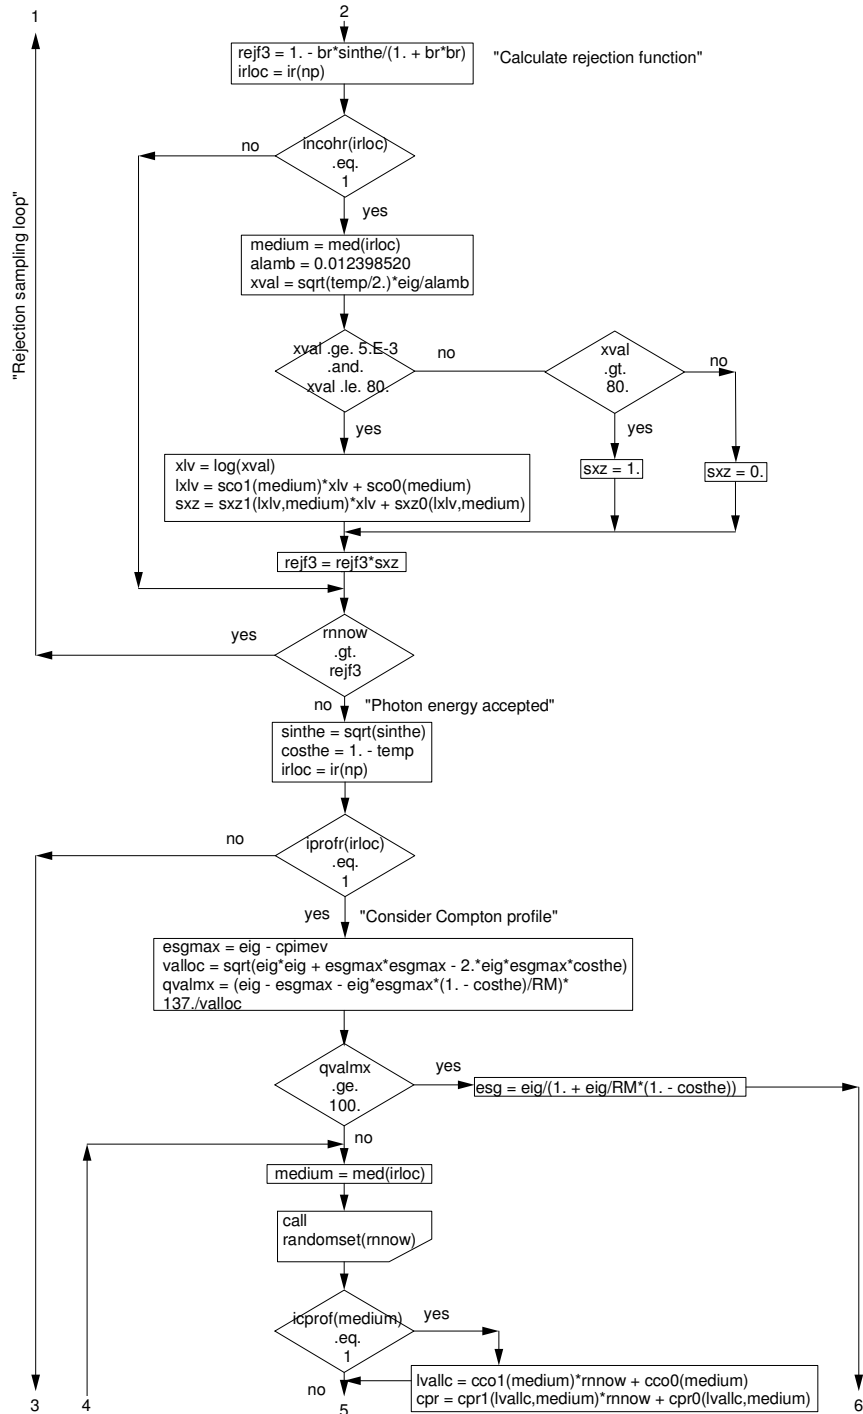 1
2
rejf3 = 1. - br*sinthe/(1. + br*br)
irloc = ir(np)
"Calculate rejection function"
incohr(irloc)
.eq.
1
no
yes
"Rejection sampling loop"
medium = med(irloc)
alamb = 0.012398520
xval = sqrt(temp/2.)*eig/alamb
xval .ge. 5.E-3
.and.
xval .le. 80.
no
yes
xval
.gt.
80.
no
yes
xlv = log(xval)
lxlv = sco1(medium)*xlv + sco0(medium)
sxz = sxz1(lxlv,medium)*xlv + sxz0(lxlv,medium)
sxz = 1.
sxz = 0.
rejf3 = rejf3*sxz
rnnow
.gt.
rejf3
yes
no
"Photon energy accepted"
sinthe = sqrt(sinthe)
costhe = 1. - temp
irloc = ir(np)
iprofr(irloc)
.eq.
1
no
yes
"Consider Compton profile"
esgmax = eig - cpimev
valloc = sqrt(eig*eig + esgmax*esgmax - 2.*eig*esgmax*costhe)
qvalmx = (eig - esgmax - eig*esgmax*(1. - costhe)/RM)*
137./valloc
qvalmx
.ge.
100.
yes
no
esg = eig/(1. + eig/RM*(1. - costhe))
medium = med(irloc)
call
randomset(rnnow)
icprof(medium)
.eq.
1
yes
no
lvallc = cco1(medium)*rnnow + cco0(medium)
cpr = cpr1(lvallc,medium)*rnnow + cpr0(lvallc,medium)
3
4
5
6